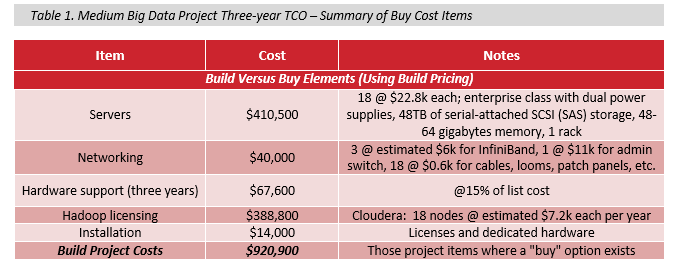 Table 1. Medium Big Data Project Three-year TCO – Summary of Buy Cost Items
Item Cost Notes
Build Versus Buy Elements (Using Build Pricing)
Servers $410,500 18 @ $22.8k each; enterprise class with dual power
supplies, 48TB of serial-attached SCSI (SAS) storage, 48-
64 gigabytes memory, 1 rack
Networking $40,000 3 @ estimated $6k for InfiniBand, 1 @ $11k for admin
switch, 18 @ $0.6k for cables, looms, patch panels, etc.
Hardware support (three years) $67,600 @15% of list cost
Hadoop licensing $388,800 Cloudera: 18 nodes @ estimated $7.2k each per year
Installation $14,000 Licenses and dedicated hardware
Build Project Costs $920,900 Those project items where a "buy" option exists